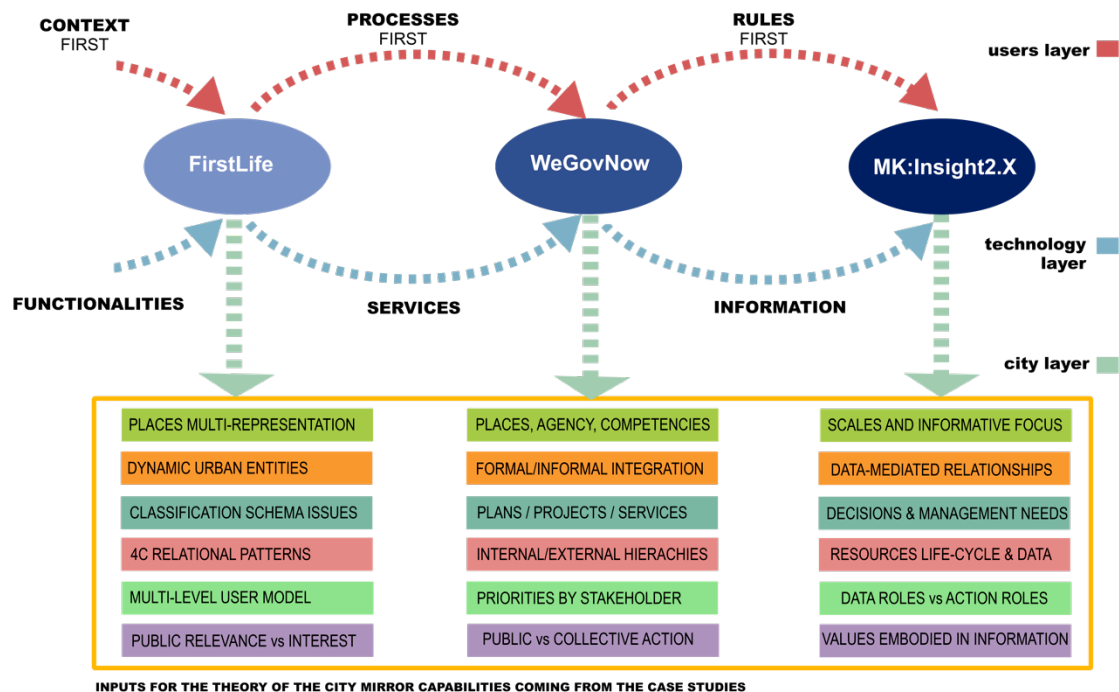 CONTEXT
FIRST
PROCESSES
FIRST
RULES
FIRST
users layer
FirstLife
WeGovNow
MK:Insight2.X
technology
layer
FUNCTIONALITIES
SERVICES
INFORMATION
city layer
PLACES MULTI-REPRESENTATION
PLACES, AGENCY, COMPETENCIES
SCALES AND INFORMATIVE FOCUS
DYNAMIC URBAN ENTITIES
FORMAL/INFORMAL INTEGRATION
DATA-MEDIATED RELATIONSHIPS
CLASSIFICATION SCHEMA ISSUES
PLANS / PROJECTS / SERVICES
DECISIONS & MANAGEMENT NEEDS
4C RELATIONAL PATTERNS
INTERNAL/EXTERNAL HIERACHIES
RESOURCES LIFE-CYCLE & DATA
MULTI-LEVEL USER MODEL
PRIORITIES BY STAKEHOLDER
DATA ROLES vs ACTION ROLES
PUBLIC RELEVANCE vs INTEREST
PUBLIC vs COLLECTIVE ACTION
VALUES EMBODIED IN INFORMATION
INPUTS FOR THE THEORY OF THE CITY MIRROR CAPABILITIES COMING FROM THE CASE STUDIES